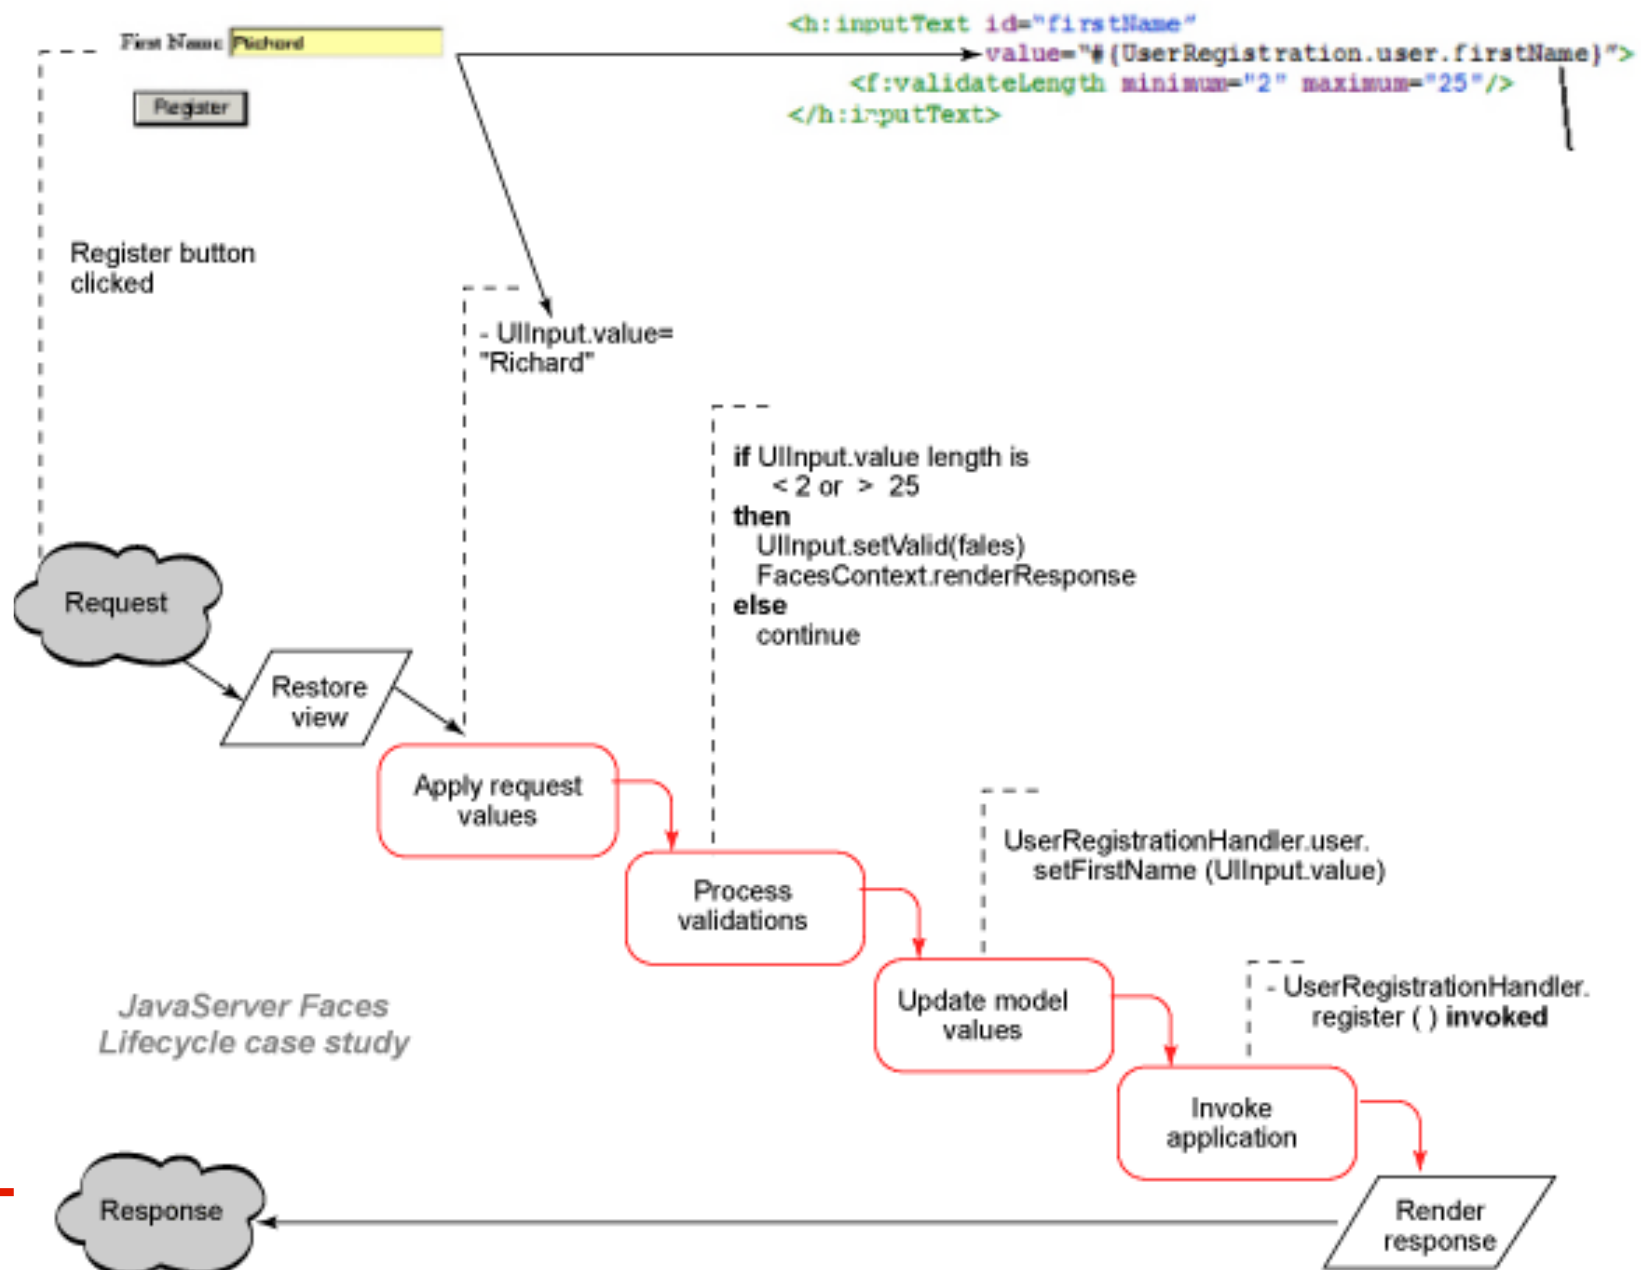 First Name Richard
Register
<h:inputText id="firstName"
value="#{UserRegistration.user.firstName}">
<f:validateLength minimum="2" maximum="25"/>
</h:inputText>
Register button
clicked
- UIInput.value=
"Richard"
if UIInput.value length is
< 2 or > 25
then
UIInput.setValid(fales)
FacesContext.renderResponse
else
continue
Request
Restore
view
Apply request
values
Process
validations
UserRegistrationHandler.user.
setFirstName (UIInput.value)
Update model
values
- UserRegistrationHandler.
register ( ) invoked
Invoke
application
JavaServer Faces
Lifecycle case study
Render
response
Response